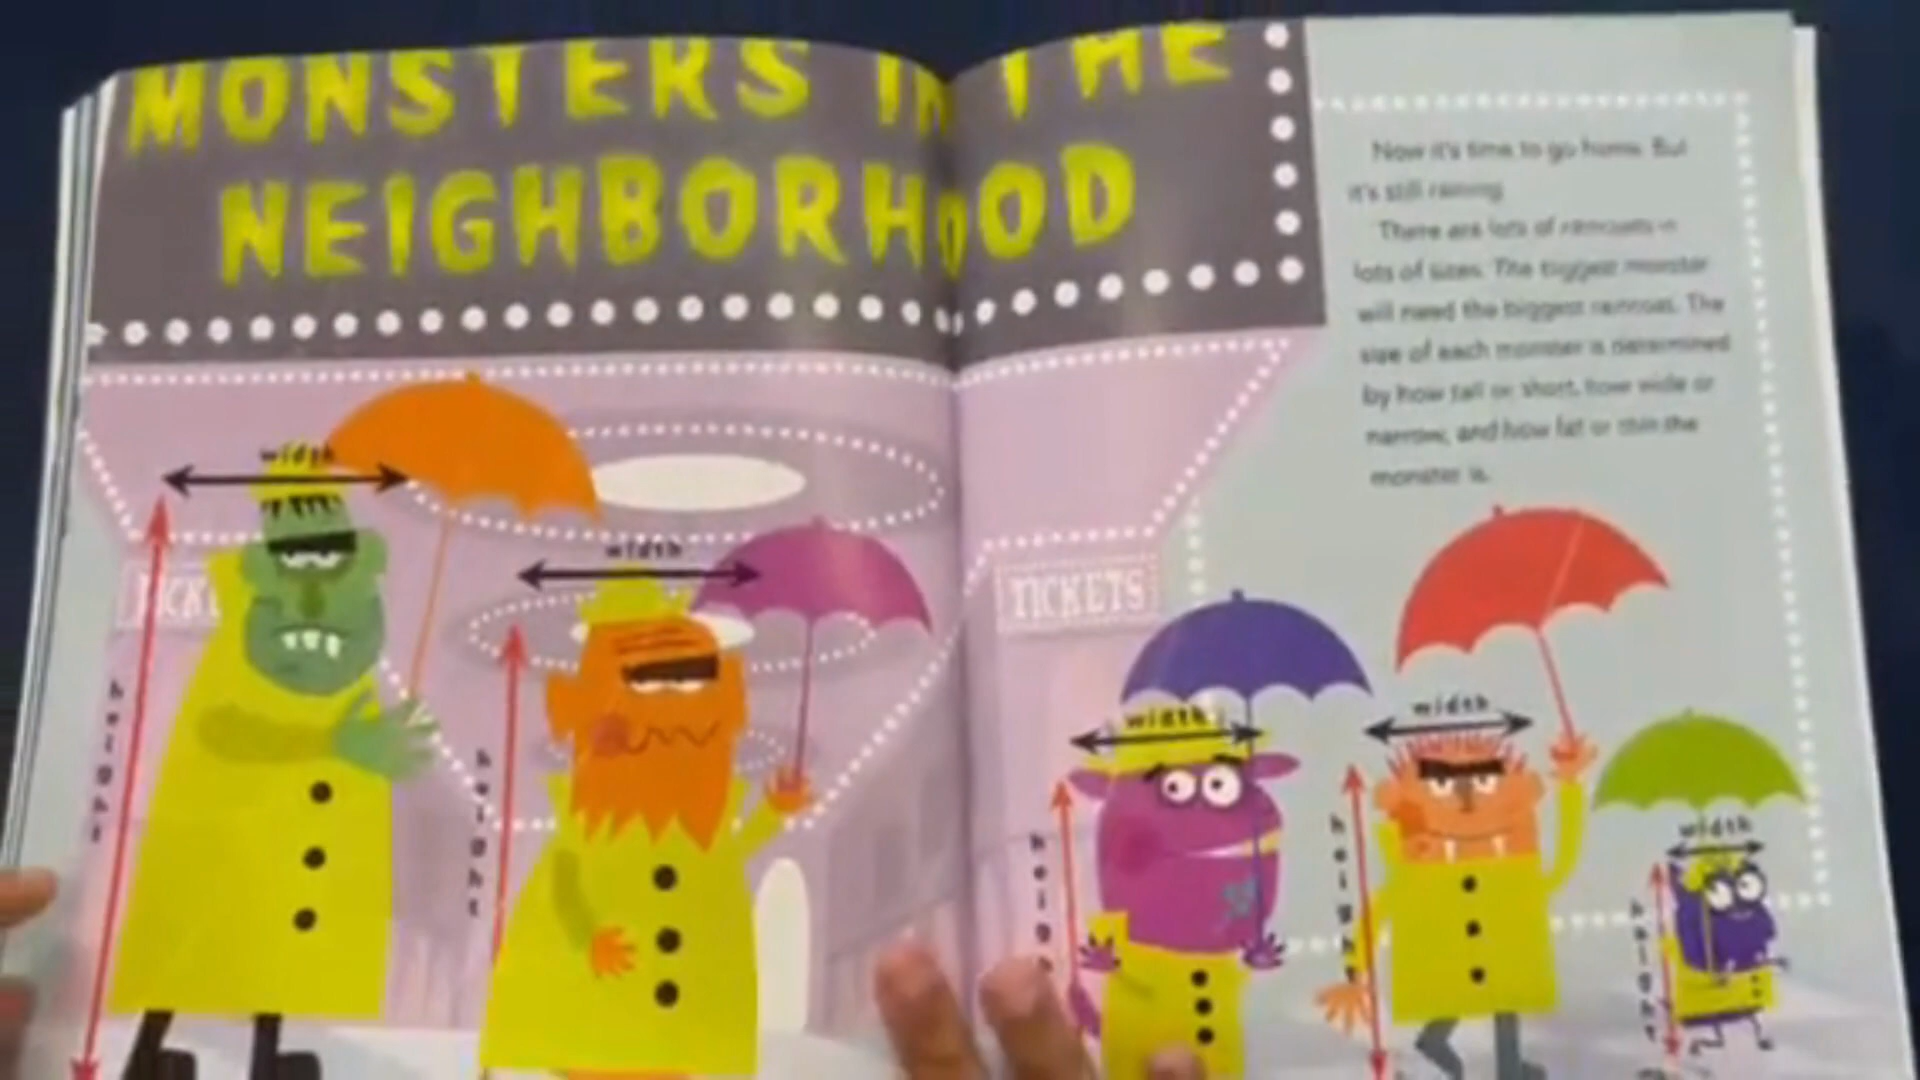 MONSTERS IN THE
NEIGHBORHOOD
Now it's time to go home. But
it's still raining.
There are lots of raincoats in
lots of sizes. The biggest monster
will need the biggest raincoat. The
size of each monster is determined
by how tall or short, how wide or
narrow, and how fat or thin the
monster is.
width
height
width
height
TICKETS
width
height
width
height
width
height